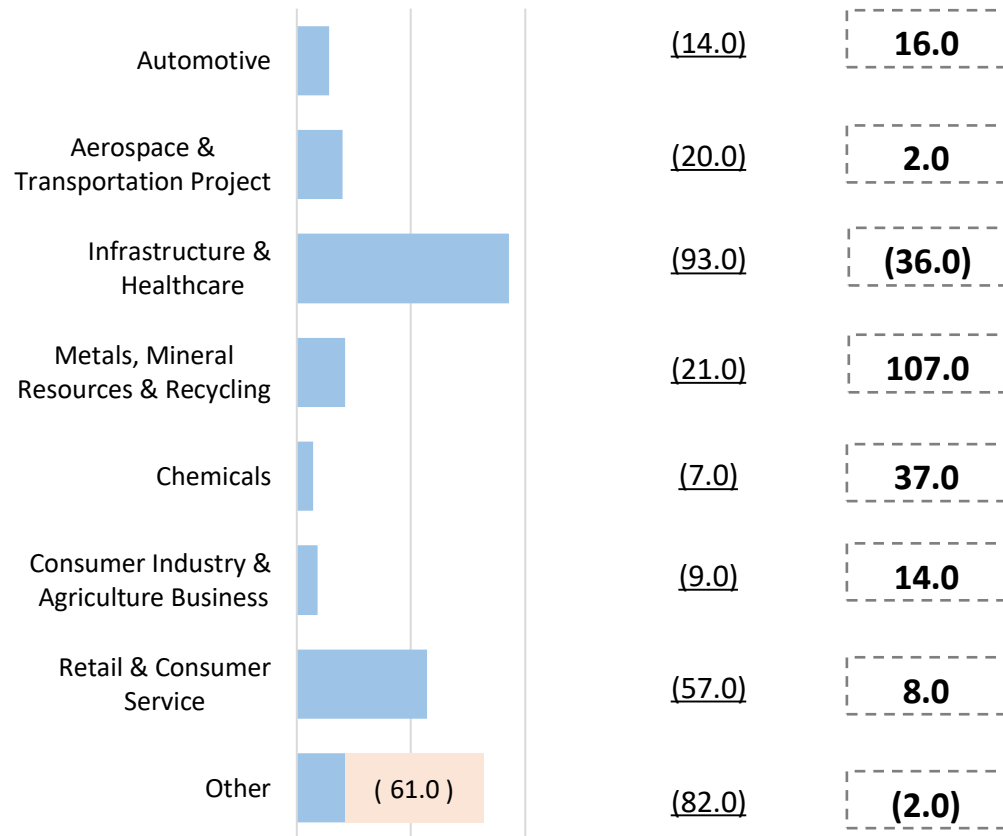 Automotive
(14.0)
16.0
Aerospace &
Transportation Project
(20.0)
2.0
Infrastructure &
Healthcare
(93.0)
(36.0)
Metals, Mineral
Resources & Recycling
(21.0)
107.0
Chemicals
(7.0)
37.0
Consumer Industry &
Agriculture Business
(9.0)
14.0
Retail & Consumer
Service
(57.0)
8.0
Other
( 61.0 )
(82.0)
(2.0)